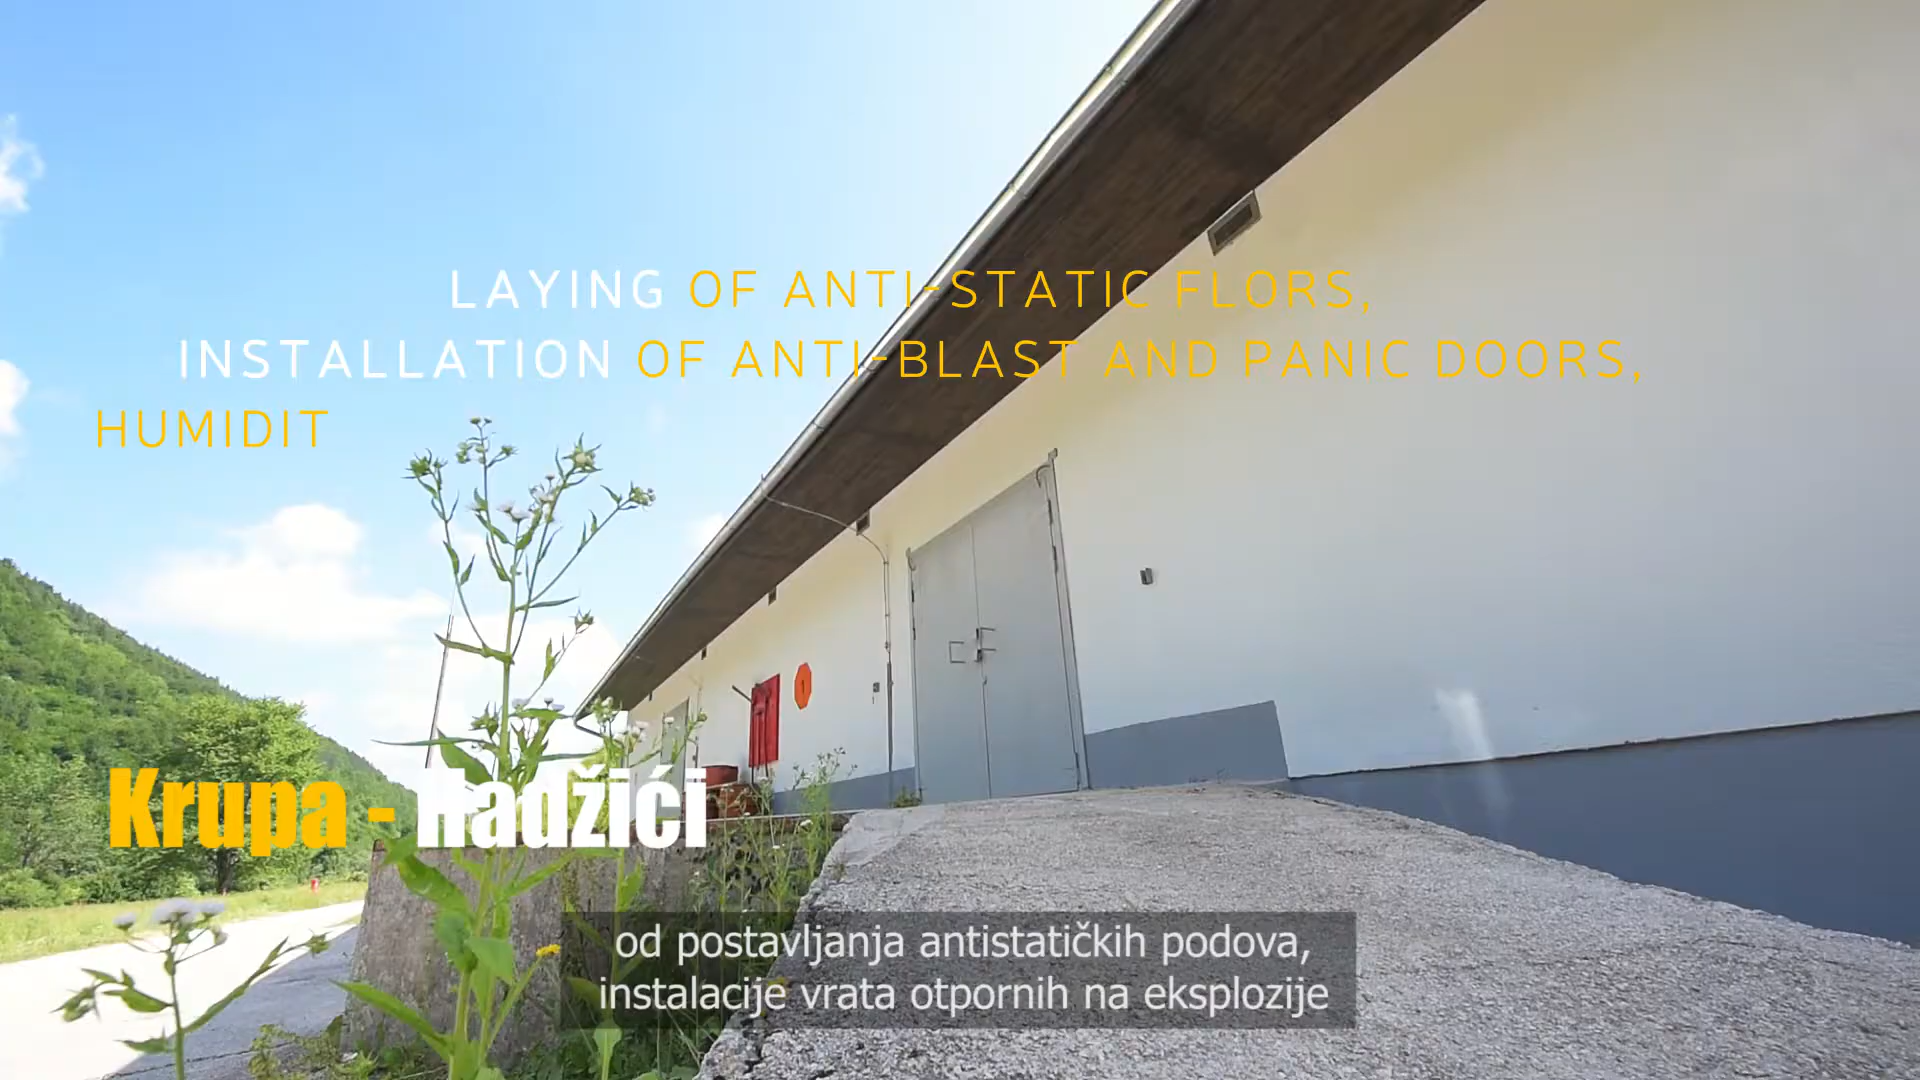 LAYING OF ANTI-STATIC FLORS,
INSTALLATION OF ANTI-BLAST AND PANIC DOORS,
HUMIDIT
Krupa - Hadžići
od postavljanja antistatičkih podova,
instalacije vrata otpornih na eksplozije